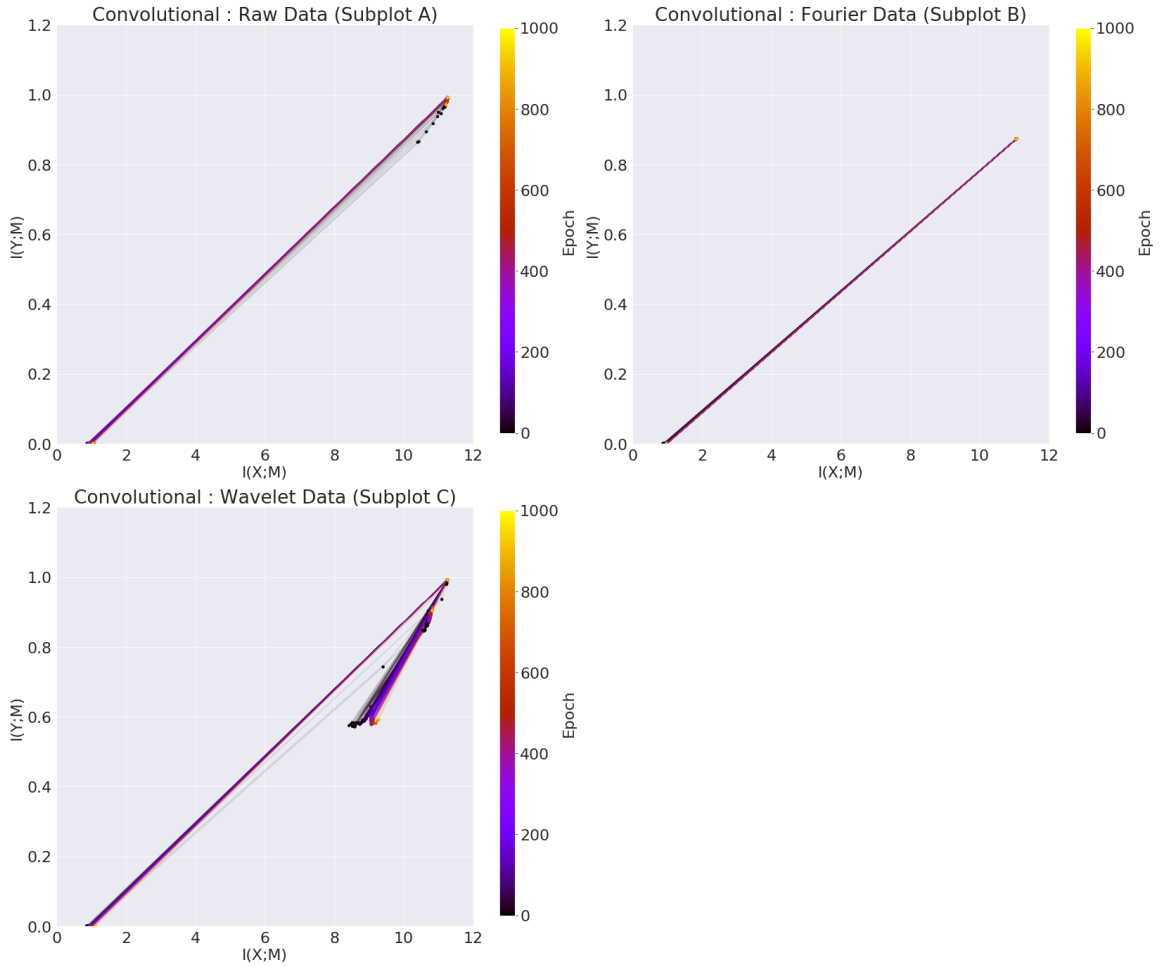 Convolutional : Raw Data (Subplot A)
1.2
1.0
0.8
0.6
0.4
0.2
0.0
I(Y;M)
0 2 4 6 8 10 12
I(X;M)
1000
800
600
400
200
0
Epoch
Convolutional : Fourier Data (Subplot B)
1.2
1.0
0.8
0.6
0.4
0.2
0.0
I(Y;M)
0 2 4 6 8 10 12
I(X;M)
1000
800
600
400
200
0
Epoch
Convolutional : Wavelet Data (Subplot C)
1.2
1.0
0.8
0.6
0.4
0.2
0.0
I(Y;M)
0 2 4 6 8 10 12
I(X;M)
1000
800
600
400
200
0
Epoch